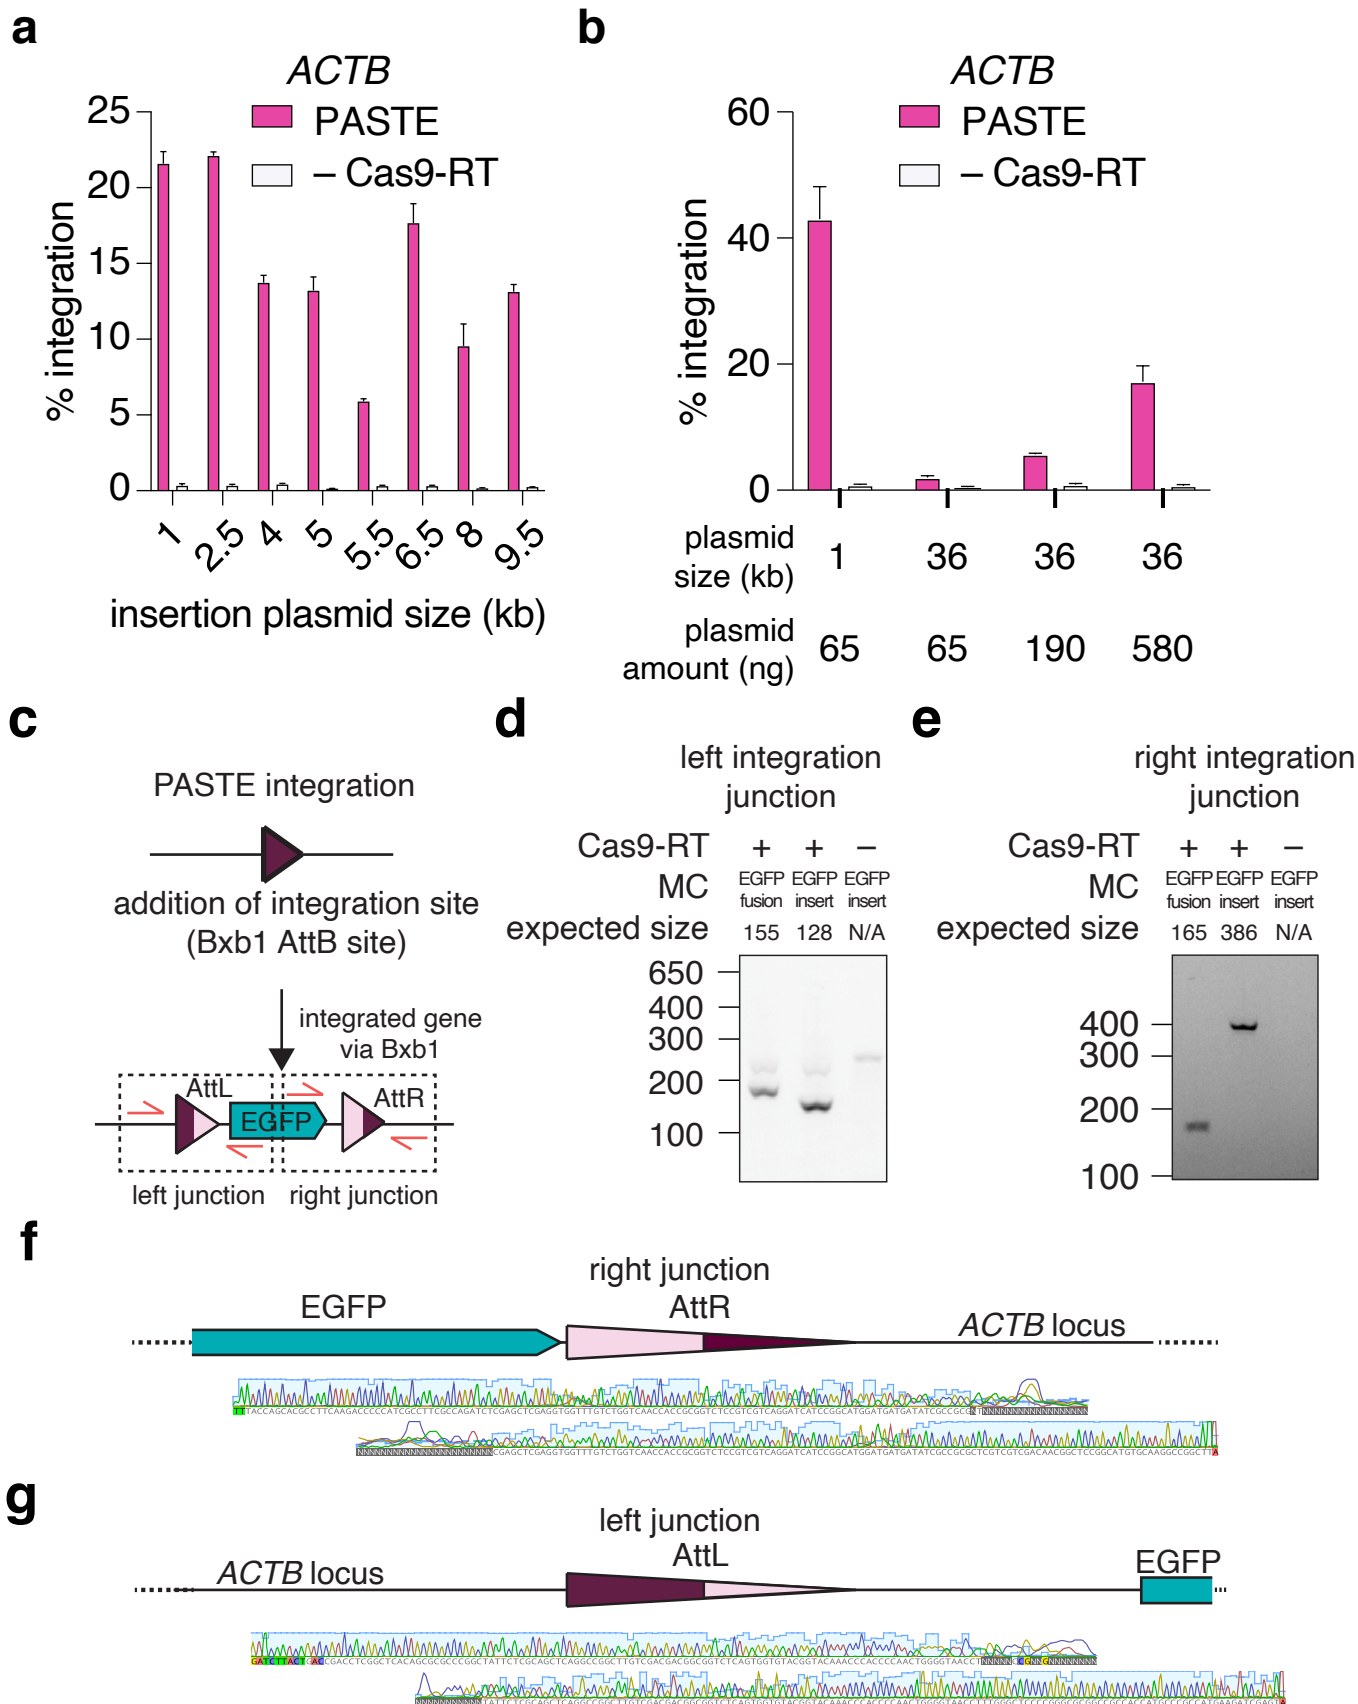 a
ACTB
PASTE
– Cas9-RT
% integration
25
20
15
10
5
0
1
2.5
4
5
5.5
6.5
8
9.5
insertion plasmid size (kb)
b
ACTB
PASTE
– Cas9-RT
% integration
60
40
20
0
plasmid size (kb)
1 36 36 36
plasmid amount (ng)
65 65 190 580
c
PASTE integration
addition of integration site
(Bxb1 AttB site)
integrated gene
via Bxb1
AttL
EGFP
AttR
left junction
right junction
d
left integration
junction
Cas9-RT + + –
MC EGFP fusion EGFP insert EGFP insert
expected size 155 128 N/A
650
400
300
200
100
e
right integration
junction
Cas9-RT + + –
MC EGFP fusion EGFP insert EGFP insert
expected size 165 386 N/A
400
300
200
100
f
right junction
EGFP
AttR
ACTB locus
g
left junction
ACTB locus
AttL
EGFP